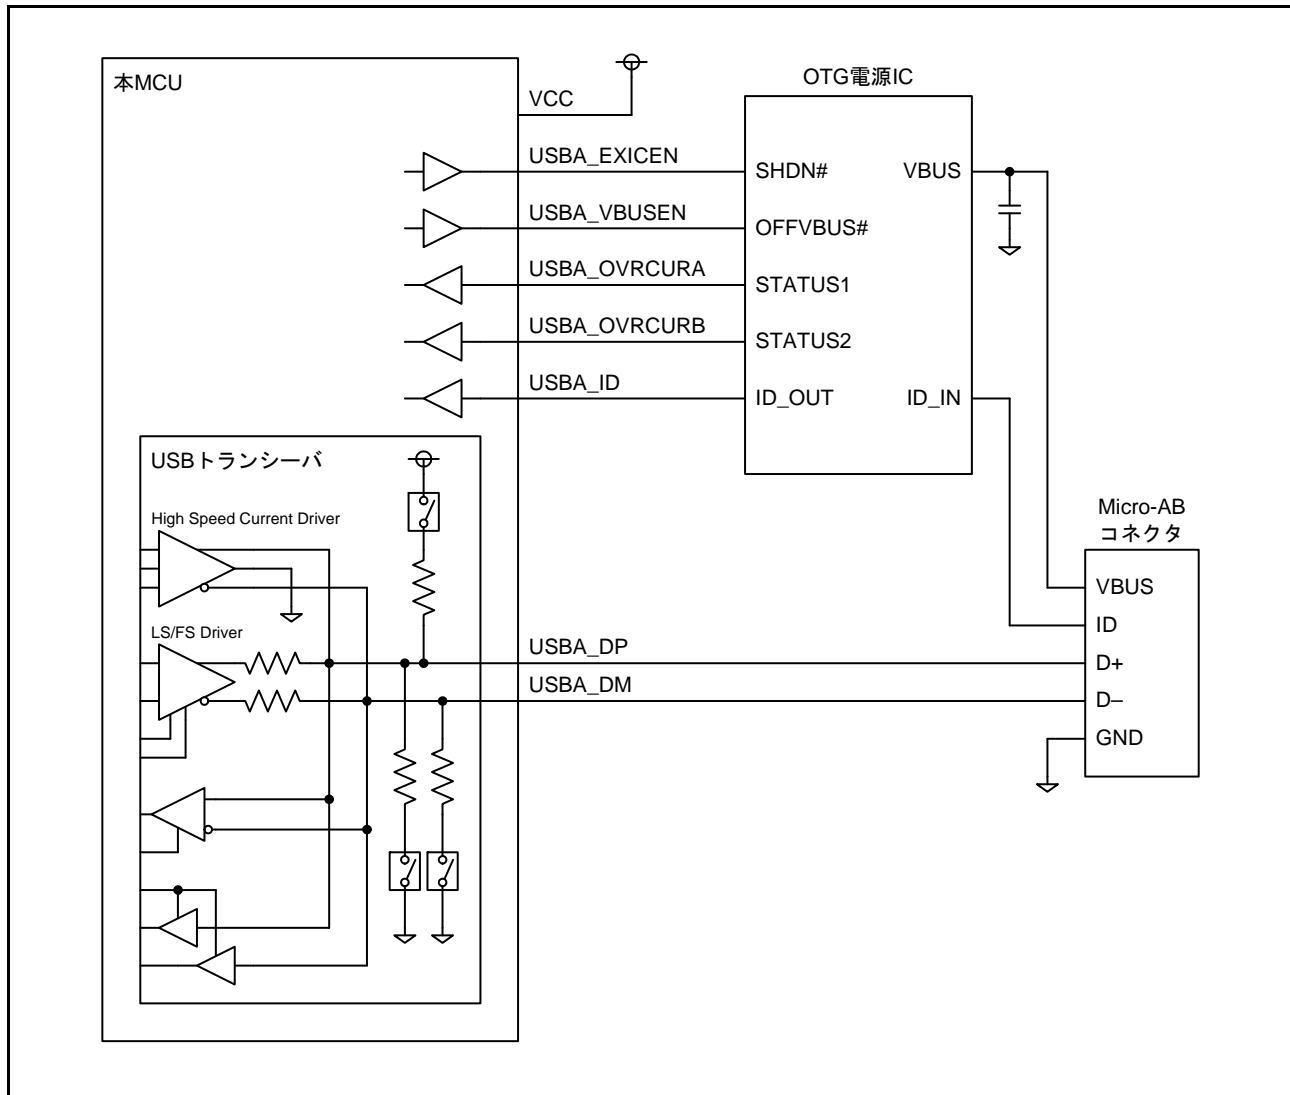 本MCU
VCC
OTG電源IC
USBA_EXICEN
SHDN#
VBUS
USBA_VBUSEN
OFFVBUS#
USBA_OVRCURA
STATUS1
USBA_OVRCURB
STATUS2
USBA_ID
ID_OUT
ID_IN
USBトランシーバ
High Speed Current Driver
LS/FS Driver
USBA_DP
USBA_DM
Micro-AB
コネクタ
VBUS
ID
D+
D–
GND